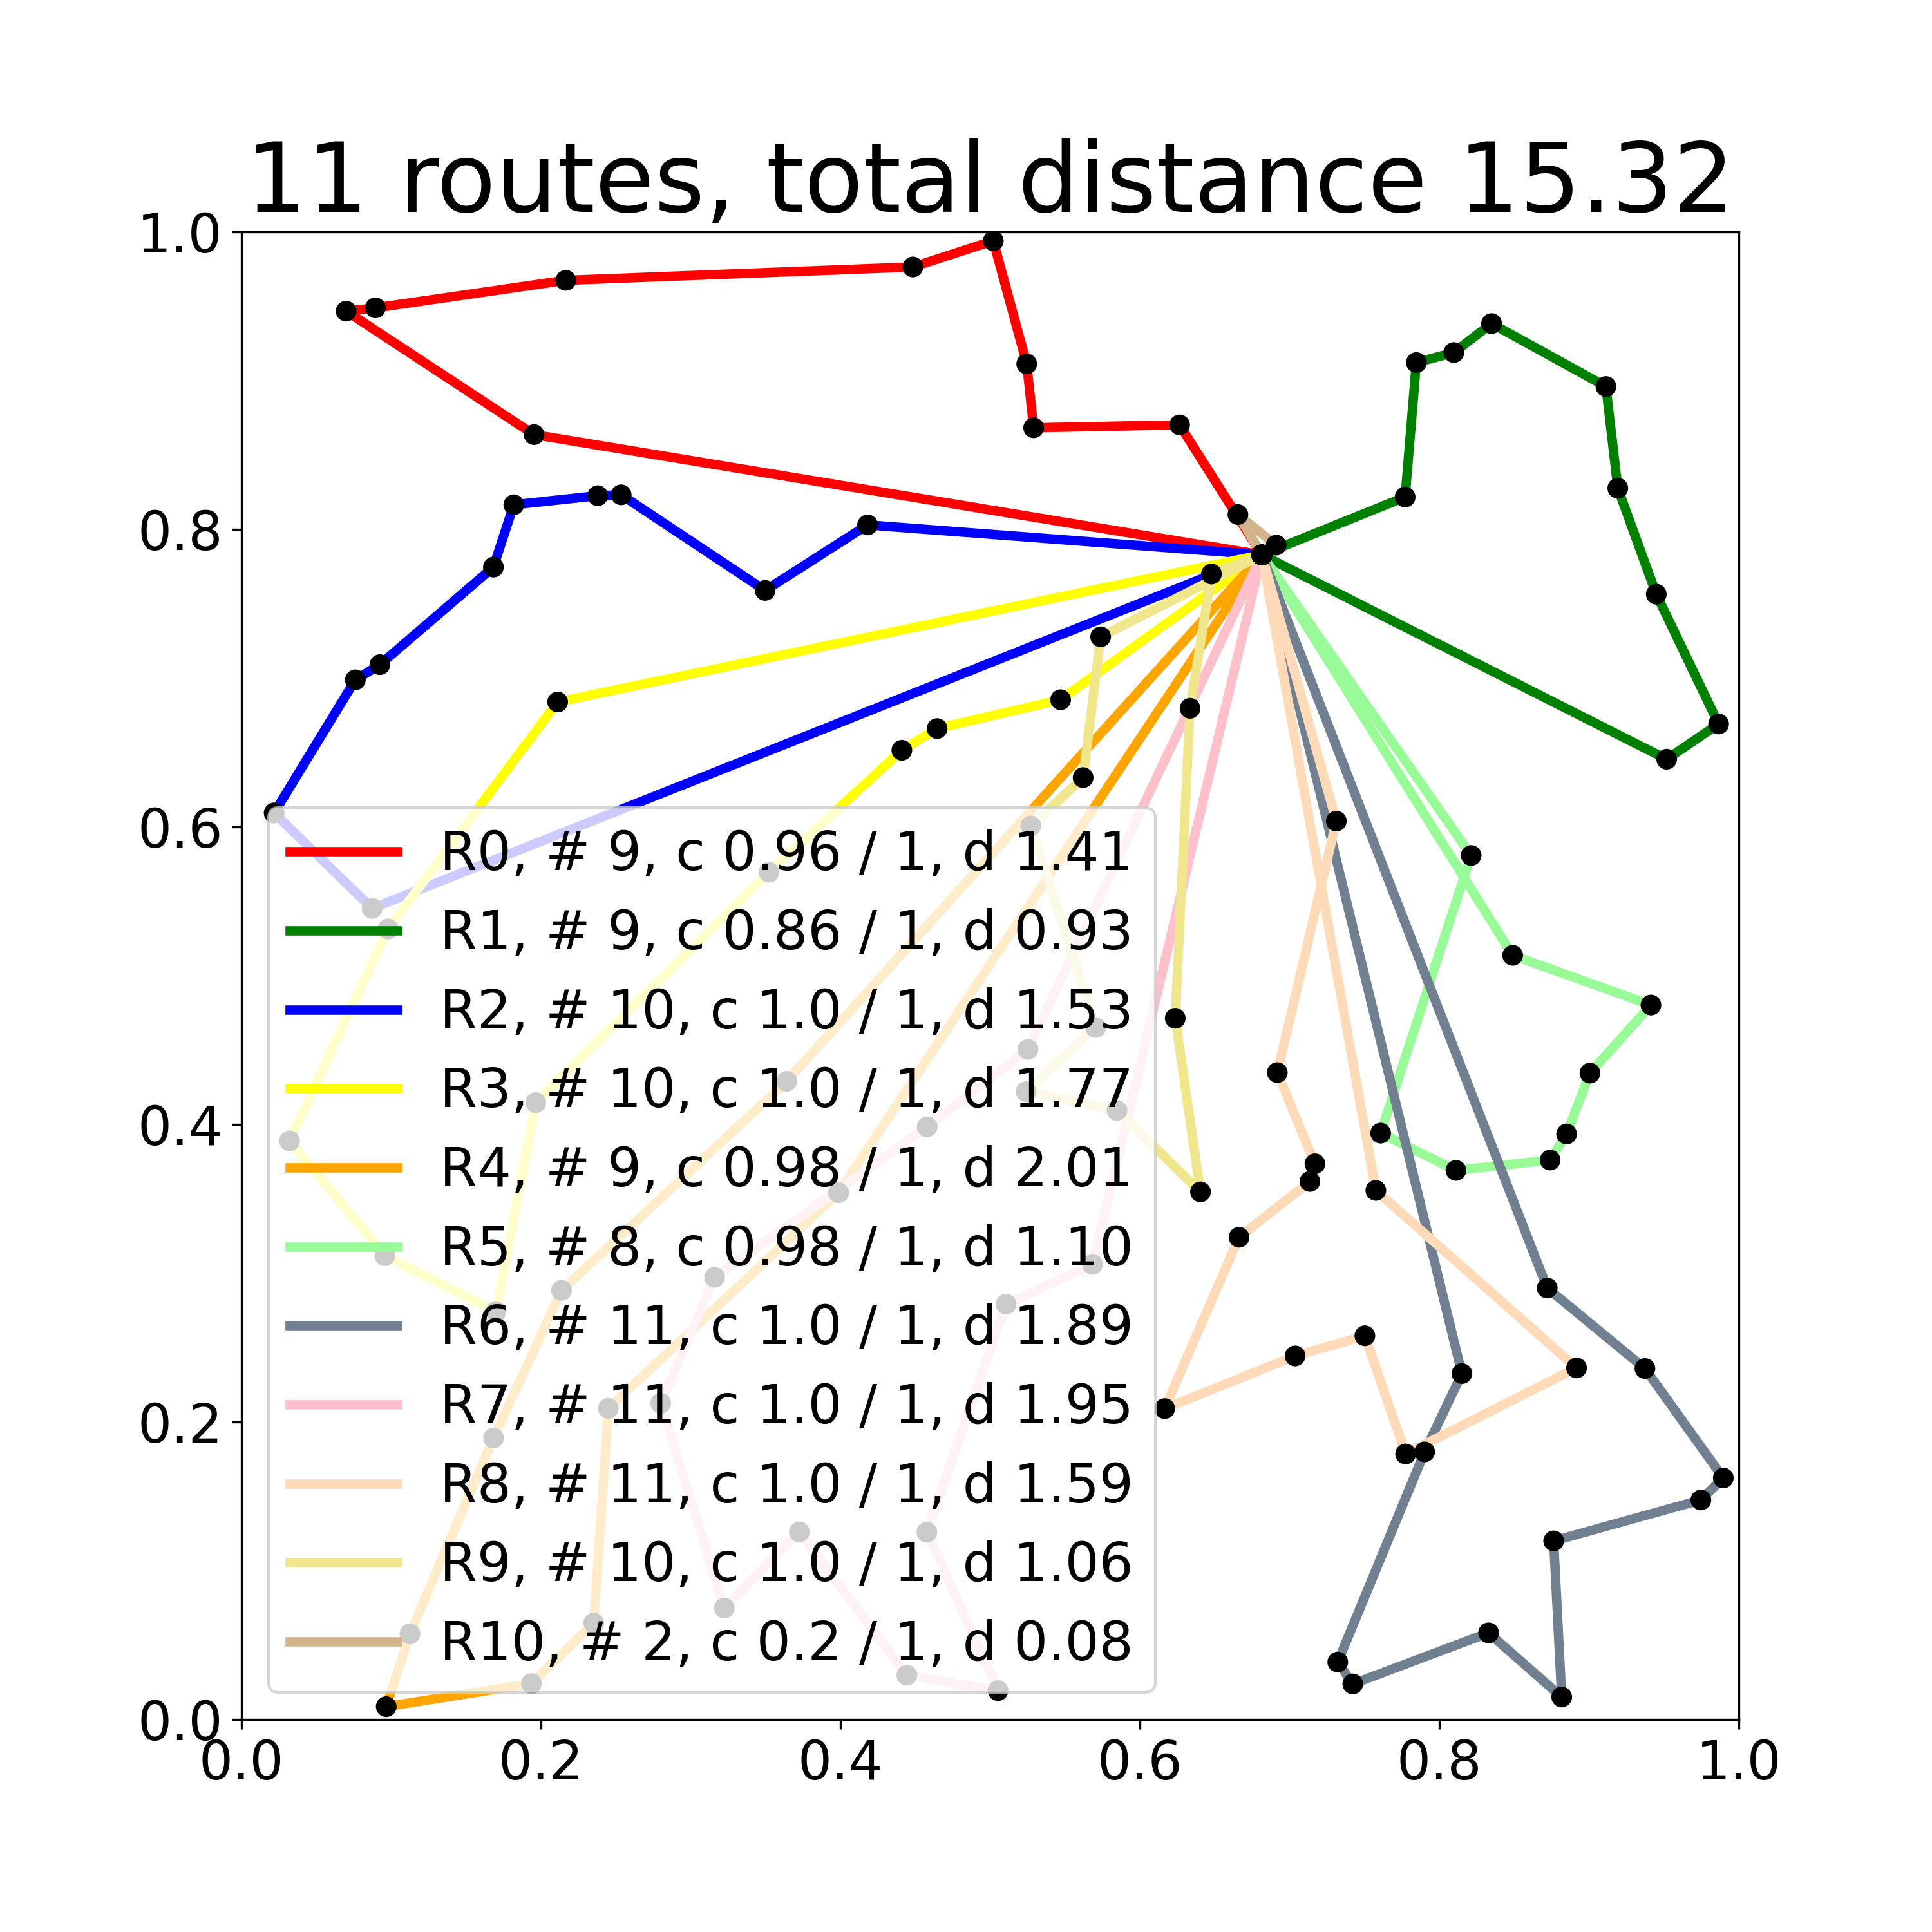 11 routes, total distance 15.32
1.0
0.8
0.6
0.4
0.2
0.0
R0, # 9, c 0.96 / 1, d 1.41
R1, # 9, c 0.86 / 1, d 0.93
R2, # 10, c 1.0 / 1, d 1.53
R3, # 10, c 1.0 / 1, d 1.77
R4, # 9, c 0.98 / 1, d 2.01
R5, # 8, c 0.98 / 1, d 1.10
R6, # 11, c 1.0 / 1, d 1.89
R7, # 11, c 1.0 / 1, d 1.95
R8, # 11, c 1.0 / 1, d 1.59
R9, # 10, c 1.0 / 1, d 1.06
R10, # 2, c 0.2 / 1, d 0.08
0.0 0.2 0.4 0.6 0.8 1.0